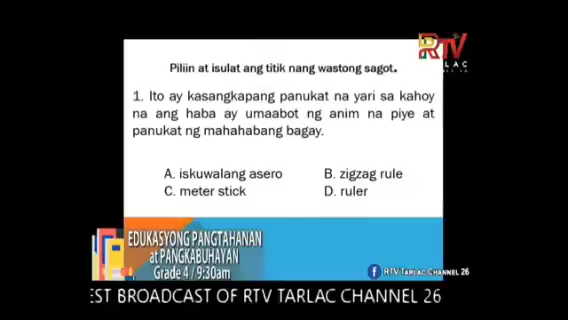 RTV
Piliin at isulat ang titik nang wastong sagot.
1. Ito ay kasangkapang panukat na yari sa kahoy
na ang haba ay umaabot ng anim na piye at
panukat ng mahahabang bagay.
A. iskuwalang asero
B. zigzag rule
C. meter stick
D. ruler
EDUKASYONG PANGTAHANAN
at PANGKABUHAYAN
Grade 4 / 9:30am
RTV TARLAC CHANNEL 26
EST BROADCAST OF RTV TARLAC CHANNEL 26